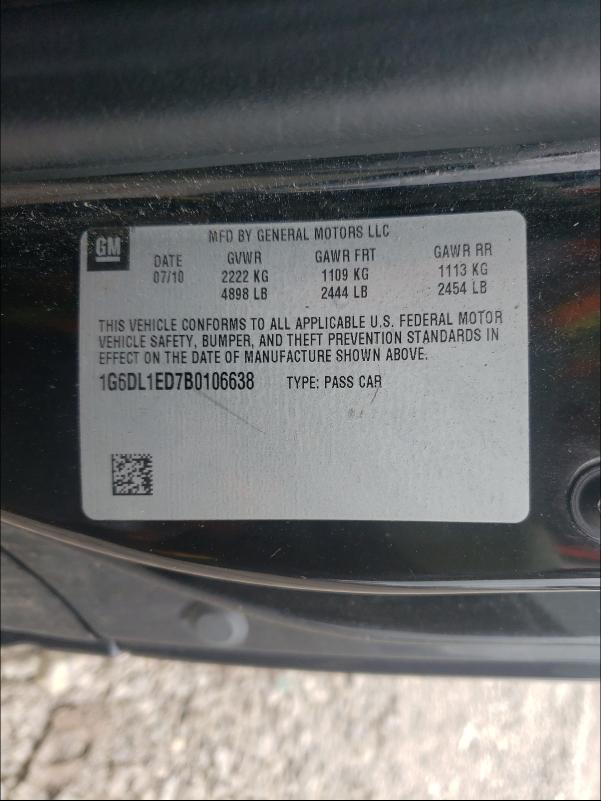 GM
MFD BY GENERAL MOTORS LLC
DATE GVWR GAWR FRT GAWR RR
07/10 2222 KG 1109 KG 1113 KG
4898 LB 2444 LB 2454 LB
THIS VEHICLE CONFORMS TO ALL APPLICABLE U.S. FEDERAL MOTOR
VEHICLE SAFETY, BUMPER, AND THEFT PREVENTION STANDARDS IN
EFFECT ON THE DATE OF MANUFACTURE SHOWN ABOVE.
1G6DL1ED7B0106638 TYPE: PASS CAR